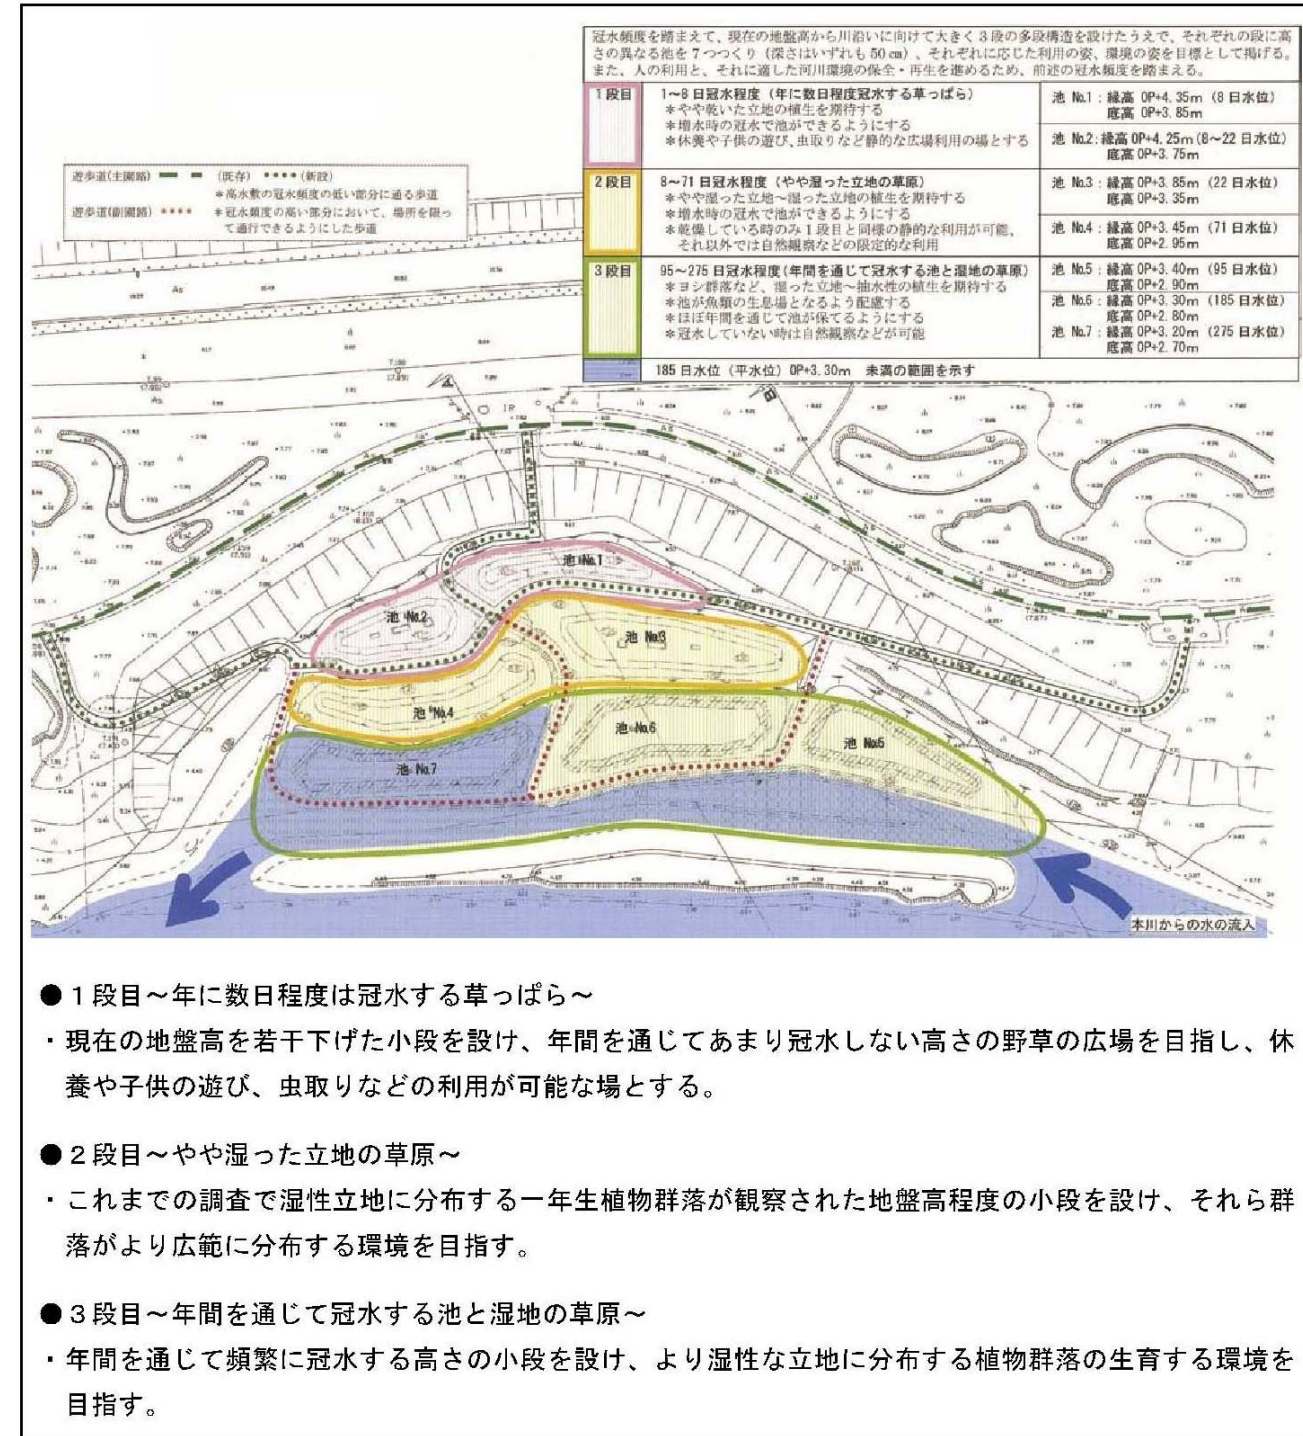 冠水頻度を踏まえて、現在の地盤高から川沿いに向けて大きく3段の多段構造を設けたうえで、それぞれの段に高
さの異なる池を7つつくり（深さはいずれも50㎝）、それぞれに応じた利用の姿、環境の姿を目標として掲げる。
また、人の利用と、それに適した河川環境の保全・再生を進めるため、前述の冠水頻度を踏まえる。
1段目
1～8日冠水程度（年に数日程度冠水する草っぱら）
＊やや乾いた立地の植生を期待する
＊増水時の冠水で池ができるようにする
＊休養や子供の遊び、虫取りなど静的な広場利用の場とする
池 No.1：縁高 OP+4.35m（8日水位）
底高 OP+3.85m
池 No.2：縁高 OP+4.25m（8～22日水位）
底高 OP+3.75m
2段目
8～71日冠水程度（やや湿った立地の草原）
＊やや湿った立地～湿った立地の植生を期待する
＊増水時の冠水で池ができるようにする
＊乾燥している時のみ1段目と同様の静的な利用が可能、
それ以外では自然観察などの限定的な利用
池 No.3：縁高 OP+3.85m（22日水位）
底高 OP+3.35m
池 No.4：縁高 OP+3.45m（71日水位）
底高 OP+2.95m
3段目
95～275日冠水程度（年間を通じて冠水する池と湿地の草原）
＊ヨシ群落など、湿った立地～抽水性の植生を期待する
＊池が魚類の生息場となるよう配慮する
＊ほぼ年間を通じて池が保てるようにする
＊冠水していない時は自然観察などが可能
池 No.5：縁高 OP+3.40m（95日水位）
底高 OP+2.90m
池 No.6：縁高 OP+3.30m（185日水位）
底高 OP+2.80m
池 No.7：縁高 OP+3.20m（275日水位）
底高 OP+2.70m
185日水位（平水位）OP+3.30m 未満の範囲を示す
遊歩道(主園路) （既存） （新設）
＊高水敷の冠水頻度の低い部分に通る歩道
遊歩道(副園路) ＊冠水頻度の高い部分において、場所を限っ
て通行できるようにした歩道
池 No.1
池 No.2
池 No.3
池 No.4
池 No.6
池 No.5
池 No.7
本川からの水の流入
●1段目～年に数日程度は冠水する草っぱら～
・現在の地盤高を若干下げた小段を設け、年間を通じてあまり冠水しない高さの野草の広場を目指し、休
養や子供の遊び、虫取りなどの利用が可能な場とする。
●2段目～やや湿った立地の草原～
・これまでの調査で湿性立地に分布する一年生植物群落が観察された地盤高程度の小段を設け、それら群
落がより広範に分布する環境を目指す。
●3段目～年間を通じて冠水する池と湿地の草原～
・年間を通じて頻繁に冠水する高さの小段を設け、より湿性な立地に分布する植物群落の生育する環境を
目指す。